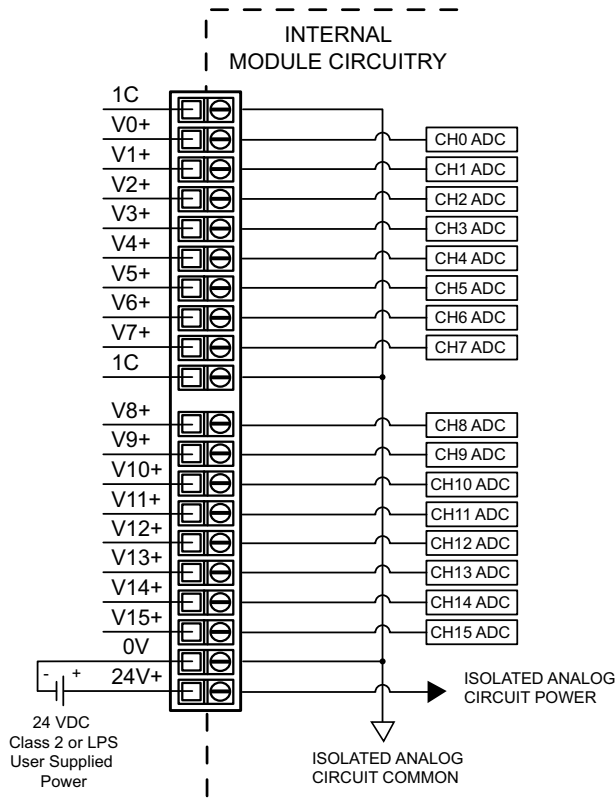 INTERNAL
MODULE CIRCUITRY
1C
V0+
CH0 ADC
V1+
CH1 ADC
V2+
CH2 ADC
V3+
CH3 ADC
V4+
CH4 ADC
V5+
CH5 ADC
V6+
CH6 ADC
V7+
CH7 ADC
1C
V8+
CH8 ADC
V9+
CH9 ADC
V10+
CH10 ADC
V11+
CH11 ADC
V12+
CH12 ADC
V13+
CH13 ADC
V14+
CH14 ADC
V15+
CH15 ADC
0V
- +
24V+
ISOLATED ANALOG
CIRCUIT POWER
24 VDC
Class 2 or LPS
User Supplied
Power
ISOLATED ANALOG
CIRCUIT COMMON